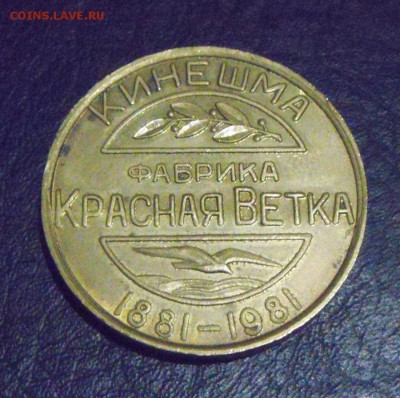 COINS.LAVE.RU
КИНЕШМА
ФАБРИКА
КРАСНАЯ ВЕТКА
1881-1981